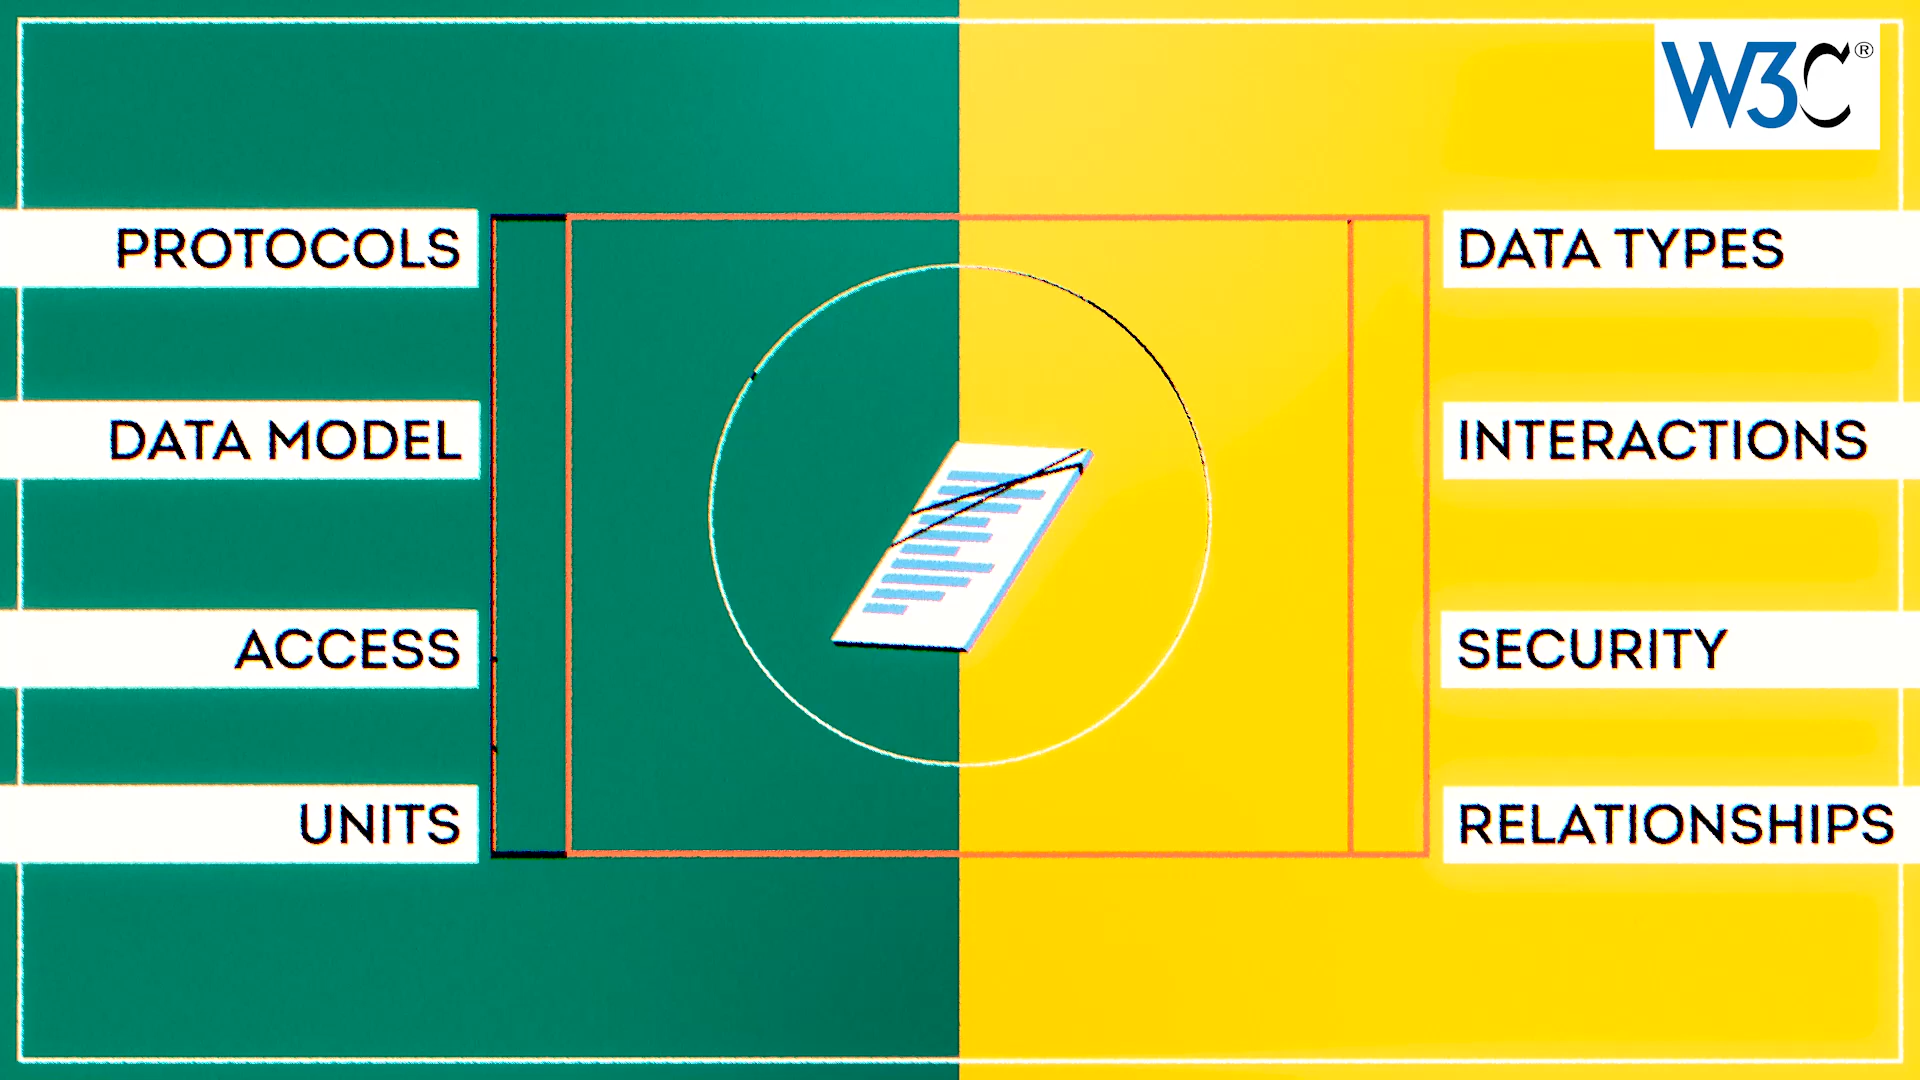 W3C®
PROTOCOLS
DATA TYPES
DATA MODEL
INTERACTIONS
ACCESS
SECURITY
UNITS
RELATIONSHIPS